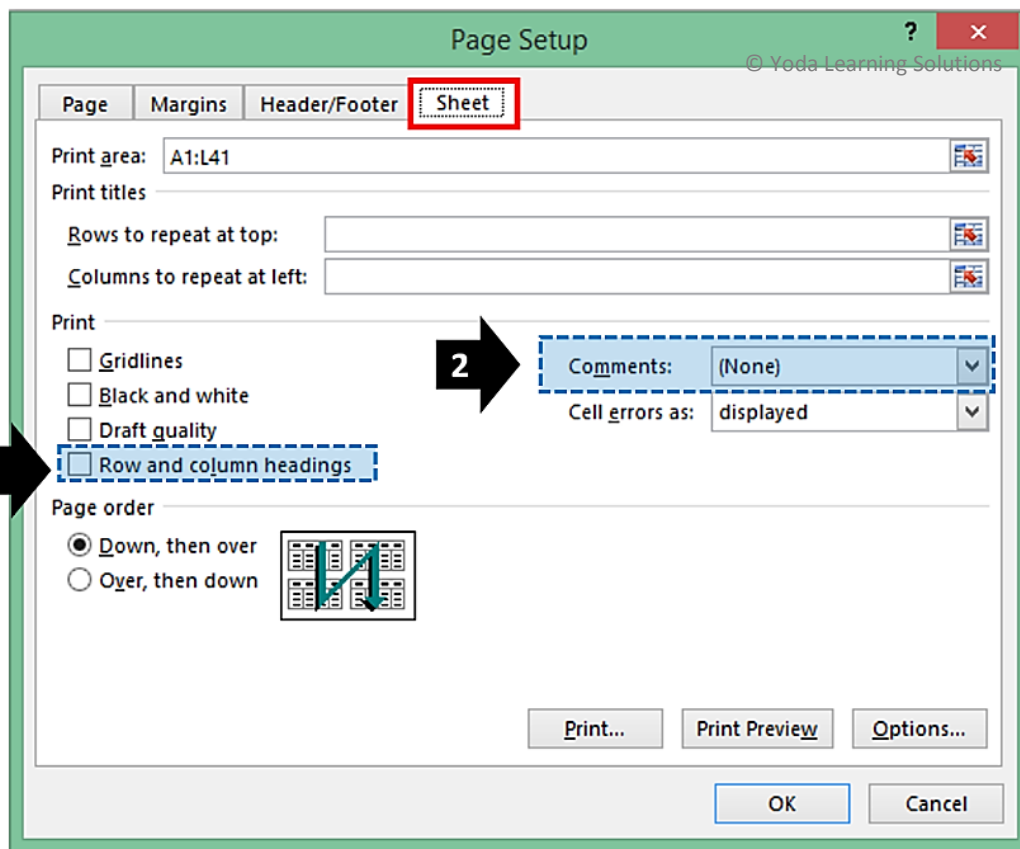 Page Setup
?
© Yoda Learning Solutions
Page Margins Header/Footer Sheet
Print area: A1:L41
Print titles
Rows to repeat at top:
Columns to repeat at left:
Print
Gridlines
Black and white
Draft quality
Row and column headings
2
Comments: (None)
Cell errors as: displayed
Page order
Down, then over
Over, then down
Print... Print Preview Options...
OK Cancel